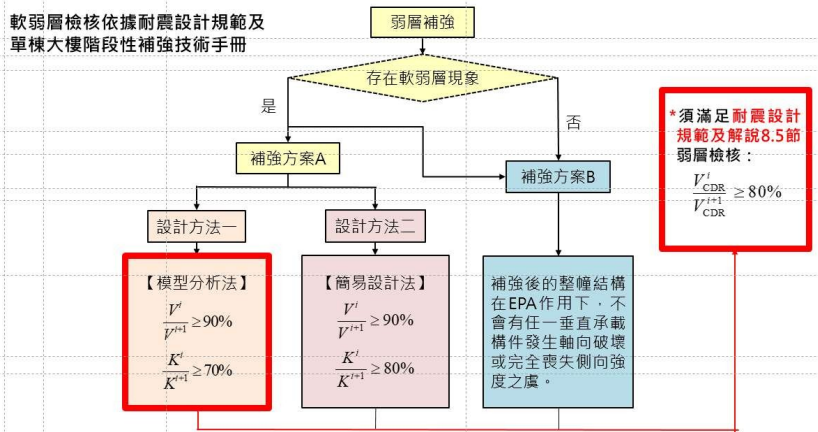 軟弱層檢核依據耐震設計規範及
單棟大樓階段性補強技術手冊
弱層補強
存在軟弱層現象
是
否
補強方案A
補強方案B
設計方法一
設計方法二
【模型分析法】
V^i / V^{i+1} ≥90%
K^i / K^{i+1} ≥70%
【簡易設計法】
V^i / V^{i+1} ≥90%
K^i / K^{i+1} ≥80%
補強後的整幢結構
在EPA作用下，不
會有任一垂直承載
構件發生軸向破壞
或完全喪失側向強
度之虞。
*須滿足耐震設計
規範及解說8.5節
弱層檢核：
V^i_CDR / V^{i+1}_CDR ≥80%